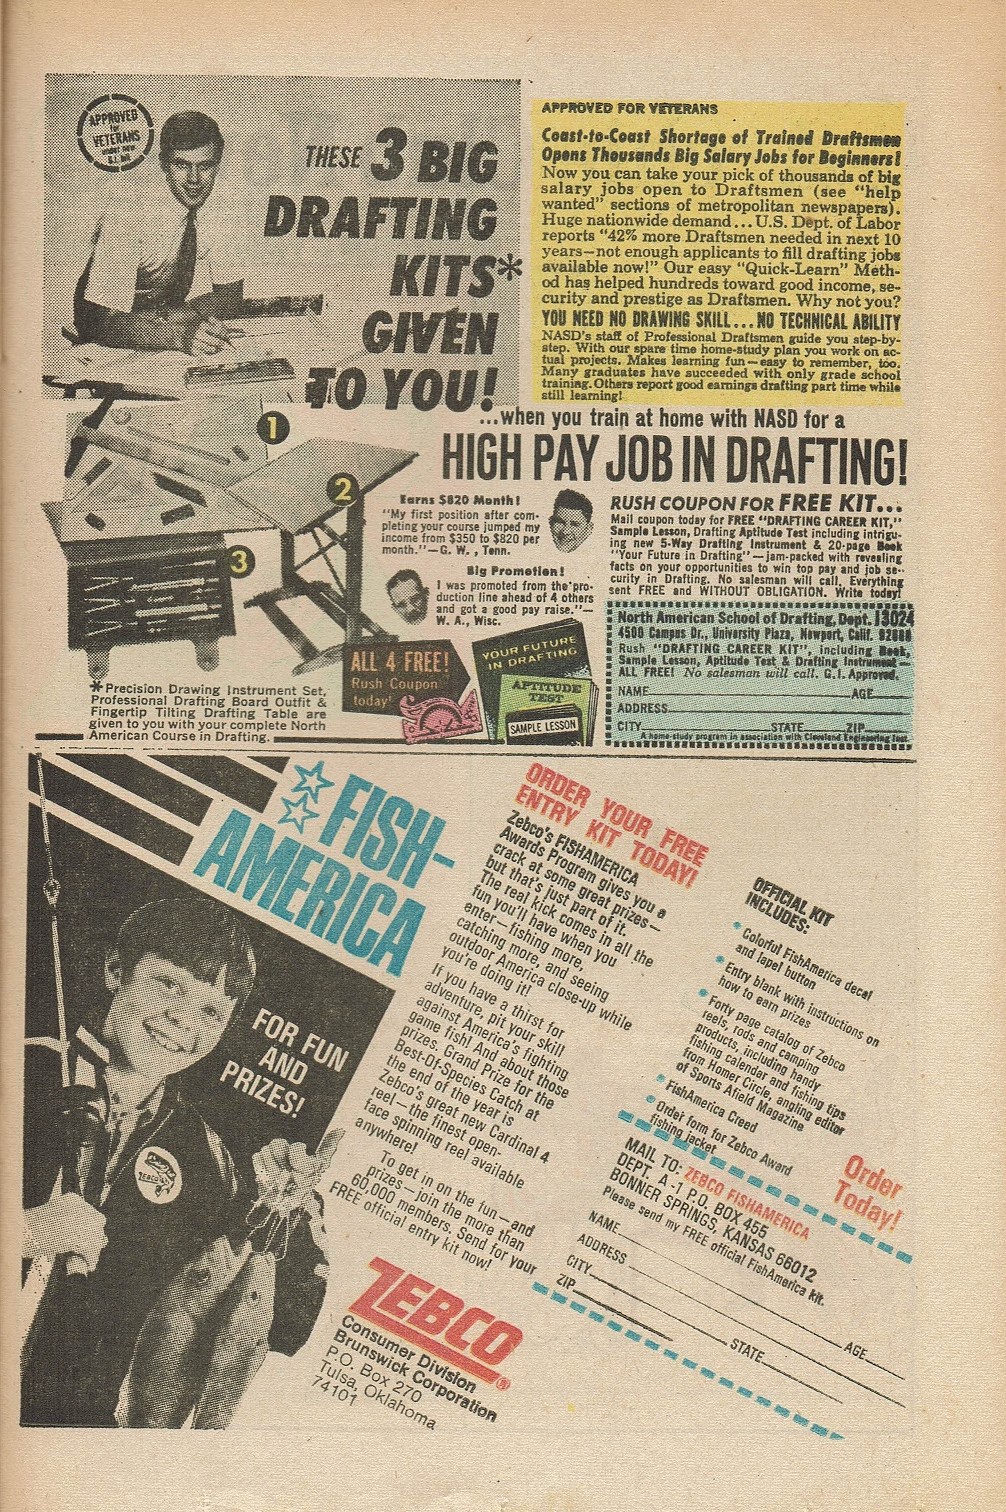 APPROVED
for
VETERANS
under new
G.I. bill
THESE 3 BIG
DRAFTING
KITS*
GIVEN
TO YOU!
APPROVED FOR VETERANS
Coast-to-Coast Shortage of Trained Draftsmen
Opens Thousands Big Salary Jobs for Beginners!
Now you can take your pick of thousands of big
salary jobs open to Draftsmen (see "help
wanted" sections of metropolitan newspapers).
Huge nationwide demand... U.S. Dept. of Labor
reports "42% more Draftsmen needed in next 10
years—not enough applicants to fill drafting jobs
available now!" Our easy "Quick-Learn" Meth-
od has helped hundreds toward good income, se-
curity and prestige as Draftsmen. Why not you?
YOU NEED NO DRAWING SKILL... NO TECHNICAL ABILITY
NASD's staff of Professional Draftsmen guide you step-by-
step. With our spare time home-study plan you work on ac-
tual projects. Makes learning fun—easy to remember, too.
Many graduates have succeeded with only grade school
training. Others report good earnings drafting part time while
still learning!
...when you train at home with NASD for a
HIGH PAY JOB IN DRAFTING!
1
2
3
Earns $820 Month!
"My first position after com-
pleting your course jumped my
income from $350 to $820 per
month."—G. W., Tenn.
Big Promotion!
I was promoted from the pro-
duction line ahead of 4 others
and got a good pay raise."—
W. A., Wisc.
RUSH COUPON FOR FREE KIT...
Mail coupon today for FREE "DRAFTING CAREER KIT,"
Sample Lesson, Drafting Aptitude Test including intrigu-
ing new 5-Way Drafting Instrument & 20-page Book
"Your Future in Drafting"—jam-packed with revealing
facts on your opportunities to win top pay and job se-
curity in Drafting. No salesman will call, Everything
sent FREE and WITHOUT OBLIGATION. Write today!
ALL 4 FREE!
Rush Coupon
today!
YOUR FUTURE
IN DRAFTING
APTITUDE
TEST
SAMPLE LESSON
*Precision Drawing Instrument Set,
Professional Drafting Board Outfit &
Fingertip Tilting Drafting Table are
given to you with your complete North
American Course in Drafting.
North American School of Drafting, Dept. 13024
4500 Campus Dr., University Plaza, Newport, Calif. 92660
Rush "DRAFTING CAREER KIT", including Book,
Sample Lesson, Aptitude Test & Drafting Instrument—
ALL FREE! No salesman will call. G.I. Approved.
NAME AGE
ADDRESS
CITY STATE ZIP
A home-study program in association with Cleveland Engineering Inst.
FISH-
AMERICA
FOR FUN
AND
PRIZES!
ZEBCO
ORDER YOUR FREE
ENTRY KIT TODAY!
Zebco's FISHAMERICA
Awards Program gives you a
crack at some great prizes—
but that's just part of it.
The real kick comes in all the
fun you'll have when you
enter—fishing more,
catching more, and seeing
outdoor America close-up while
you're doing it!
If you have a thirst for
adventure, pit your skill
against America's fighting
game fish! And about those
prizes, Grand Prize for the
Best-Of-Species Catch at
the end of the year is
Zebco's great new Cardinal 4
reel—the finest open-
face spinning reel available
anywhere!
To get in on the fun—and
prizes—join the more than
60,000 members. Send for your
FREE official entry kit now!
ZEBCO®
Consumer Division
Brunswick Corporation
P.O. Box 270
Tulsa, Oklahoma
74101
OFFICIAL KIT
INCLUDES:
• Colorful FishAmerica decal
and lapel button
• Entry blank with instructions on
how to earn prizes
• Forty page catalog of Zebco
reels, rods and camping
products, including handy
fishing calendar and fishing tips
from Homer Circle, angling editor
of Sports Afield Magazine
• FishAmerica Creed
• Order form for Zebco Award
fishing jacket
Order
Today!
MAIL TO: ZEBCO FISHAMERICA
DEPT. A-1 P.O. BOX 455
BONNER SPRINGS, KANSAS 66012
Please send my FREE official FishAmerica kit.
NAME
ADDRESS AGE
CITY
ZIP STATE